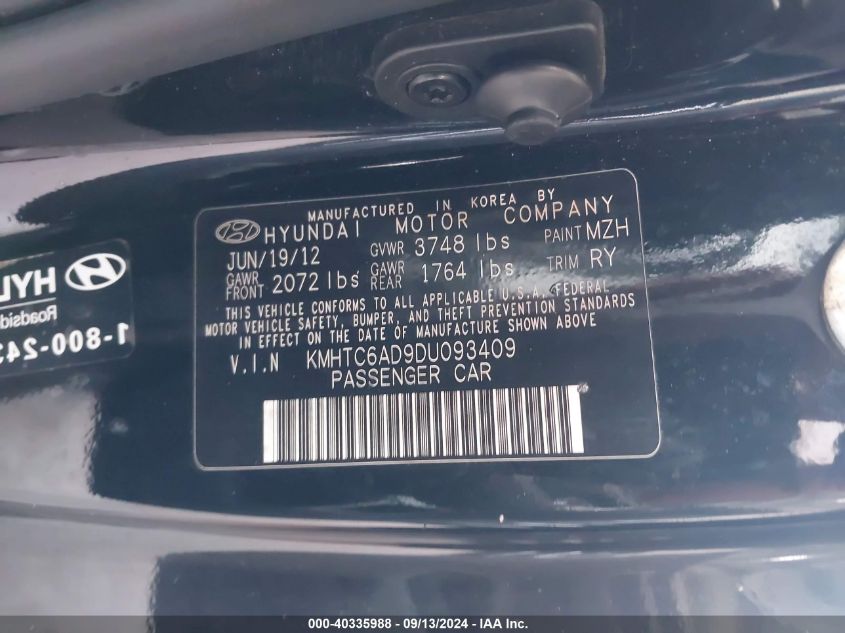 MANUFACTURED IN KOREA BY
HYUNDAI MOTOR COMPANY
JUN/19/12 GVWR 3748 lbs PAINT MZH
GAWR FRONT 2072 lbs GAWR REAR 1764 lbs TRIM RY
THIS VEHICLE CONFORMS TO ALL APPLICABLE U.S.A. FEDERAL
MOTOR VEHICLE SAFETY, BUMPER, AND THEFT PREVENTION STANDARDS
IN EFFECT ON THE DATE OF MANUFACTURE SHOWN ABOVE
V.I.N KMHTC6AD9DU093409
PASSENGER CAR
HYU
Roadsid
1-800-243
000-40335988 - 09/13/2024 - IAA Inc.